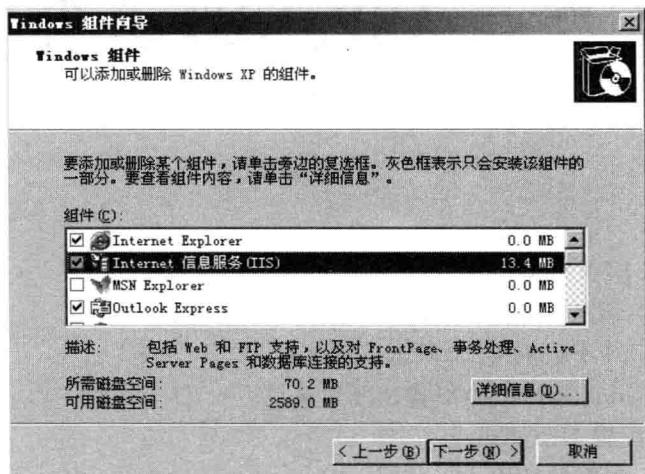 Windows 组件向导
Windows 组件
可以添加或删除 Windows XP 的组件。
要添加或删除某个组件，请单击旁边的复选框。灰色框表示只会安装该组件的
一部分。要查看组件内容，请单击“详细信息”。
组件(C):
Internet Explorer 0.0 MB
Internet 信息服务(IIS) 13.4 MB
MSN Explorer 0.0 MB
Outlook Express 0.0 MB
描述: 包括 Web 和 FTP 支持，以及对 FrontPage、事务处理、Active
Server Pages 和数据库连接的支持。
所需磁盘空间: 70.2 MB
可用磁盘空间: 2589.0 MB
详细信息(D)...
< 上一步(B) 下一步(N) > 取消